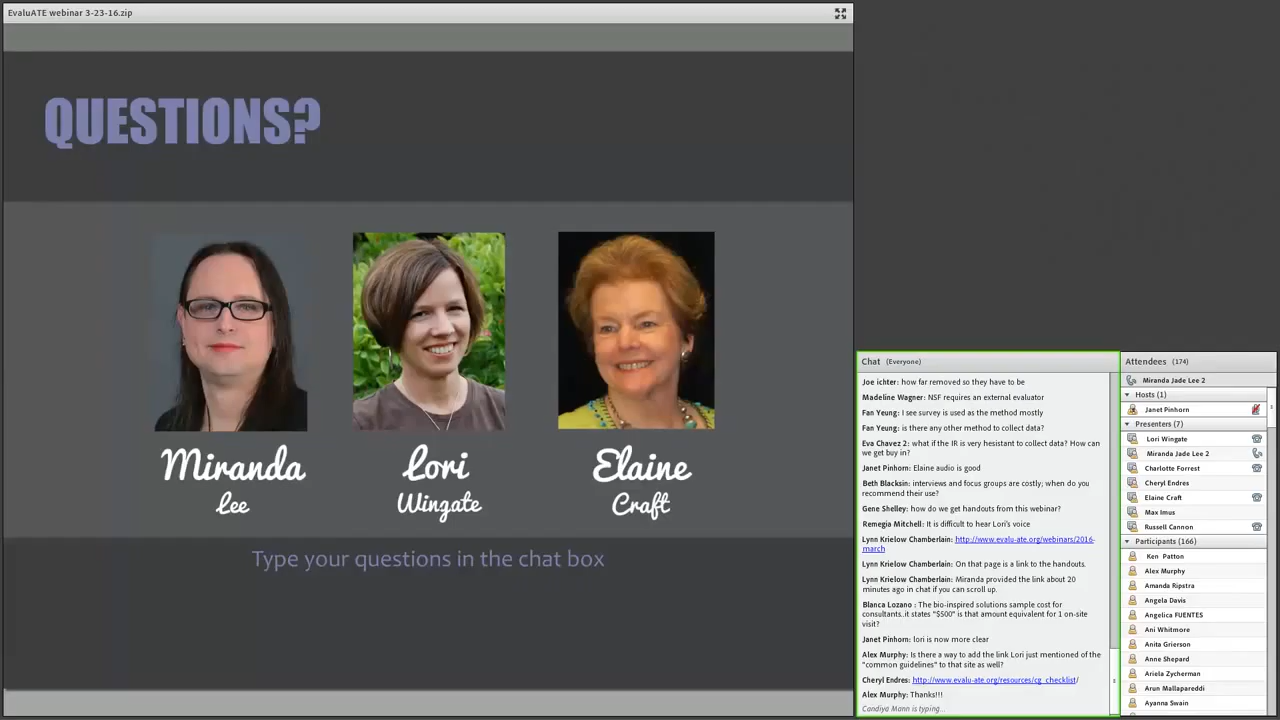 EvaluATE webinar 3-23-16.zip
QUESTIONS?
Miranda
Lee
Lori
Wingate
Elaine
Craft
Type your questions in the chat box
Chat (Everyone)
Joe ichter: how far removed so they have to be
Madeline Wagner: NSF requires an external evaluator
Fan Yeung: I see survey is used as the method mostly
Fan Yeung: is there any other method to collect data?
Eva Chavez 2: what if the IR is very hesistant to collect data? How can
we get buy in?
Janet Pinhorn: Elaine audio is good
Beth Blacksin: interviews and focus groups are costly; when do you
recommend their use?
Gene Shelley: how do we get handouts from this webinar?
Remegia Mitchell: It is difficult to hear Lori's voice
Lynn Krielow Chamberlain: http://www.evalu-ate.org/webinars/2016-
march
Lynn Krielow Chamberlain: On that page is a link to the handouts.
Lynn Krielow Chamberlain: Miranda provided the link about 20
minutes ago in chat if you can scroll up.
Blanca Lozano : The bio-inspired solutions sample cost for
consultants..it states "$500" is that amount equivalent for 1 on-site
visit?
Janet Pinhorn: lori is now more clear
Alex Murphy: Is there a way to add the link Lori just mentioned of the
"common guidelines" to that site as well?
Cheryl Endres: http://www.evalu-ate.org/resources/cg_checklist/
Alex Murphy: Thanks!!!
Candiya Mann is typing...
Attendees (174)
Miranda Jade Lee 2
Hosts (1)
Janet Pinhorn
Presenters (7)
Lori Wingate
Miranda Jade Lee 2
Charlotte Forrest
Cheryl Endres
Elaine Craft
Max Imus
Russell Cannon
Participants (166)
Ken Patton
Alex Murphy
Amanda Ripstra
Angela Davis
Angelica FUENTES
Ani Whitmore
Anita Grierson
Anne Shepard
Ariela Zycherman
Arun Mallapareddi
Ayanna Swain